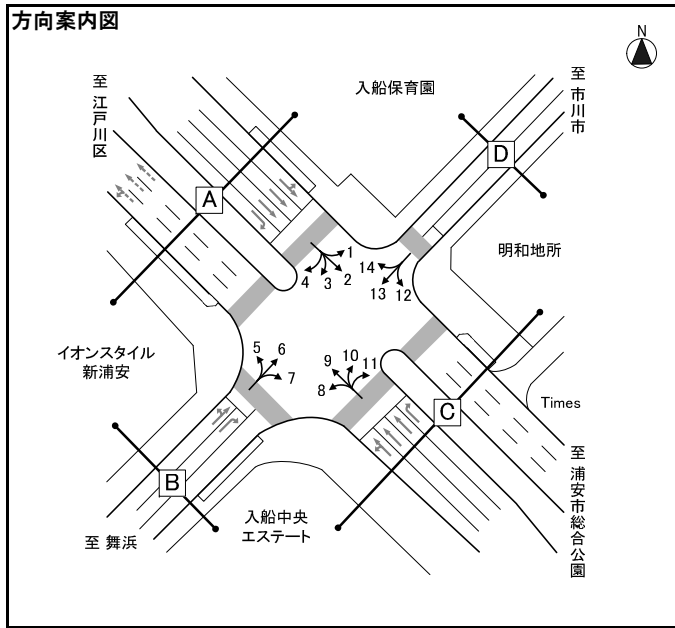 方向案内図
N
至 江戸川区
入船保育園
至 市川市
A
D
明和地所
1
2
3
4
14
13
12
イオンスタイル
新浦安
5
6
7
8
9
10
11
C
Times
B
至 舞浜
入船中央
エステート
至 浦安市総合公園